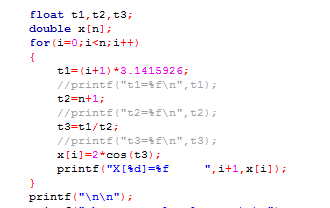 float t1,t2,t3;
double x[n];
for(i=0;i<n;i++)
{
t1=(i+1)*3.1415926;
//printf("t1=%f\n",t1);
t2=n+1;
//printf("t2=%f\n",t2);
t3=t1/t2;
//printf("t3=%f\n",t3);
x[i]=2*cos(t3);
printf("X[%d]=%f     ",i+1,x[i]);
}
printf("\n\n");